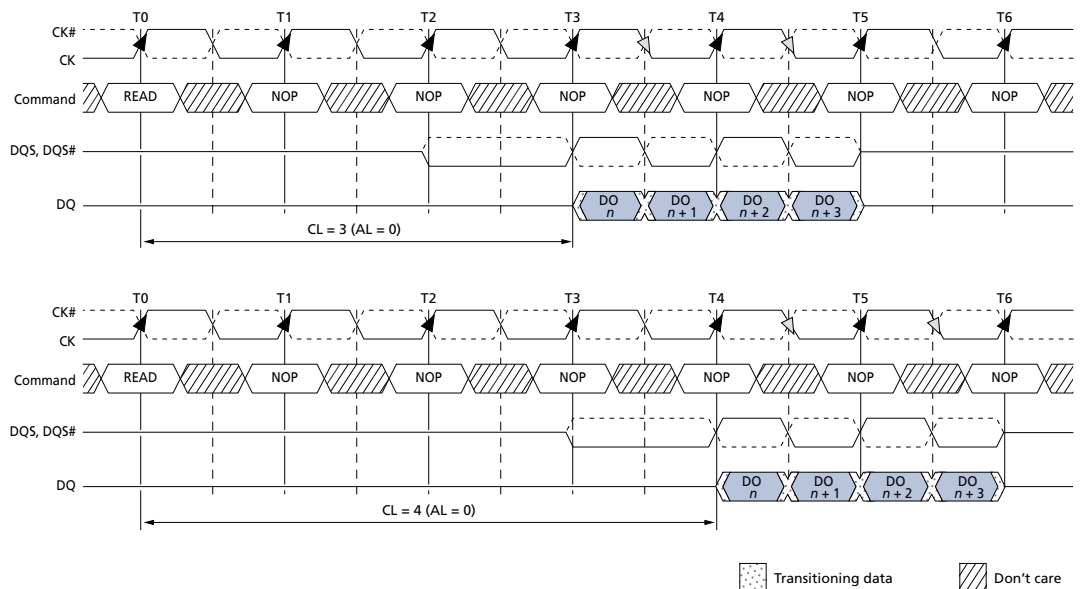 T0 T1 T2 T3 T4 T5 T6
CK#
CK
Command READ NOP NOP NOP NOP NOP NOP
DQS, DQS#
DQ DO n DO n + 1 DO n + 2 DO n + 3
CL = 3 (AL = 0)
T0 T1 T2 T3 T4 T5 T6
CK#
CK
Command READ NOP NOP NOP NOP NOP NOP
DQS, DQS#
DQ DO n DO n + 1 DO n + 2 DO n + 3
CL = 4 (AL = 0)
Transitioning data Don't care